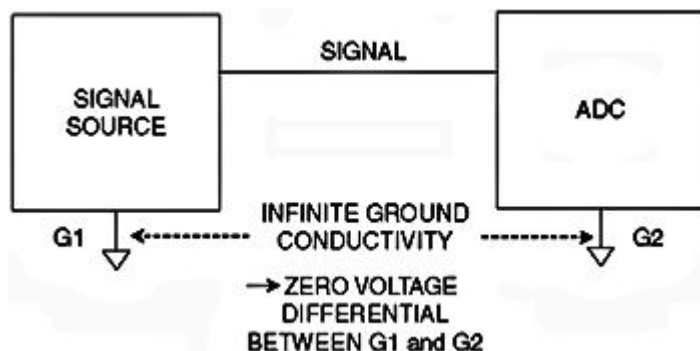 SIGNAL
SIGNAL
SOURCE
ADC
G1
INFINITE GROUND
CONDUCTIVITY
G2
ZERO VOLTAGE
DIFFERENTIAL
BETWEEN G1 and G2